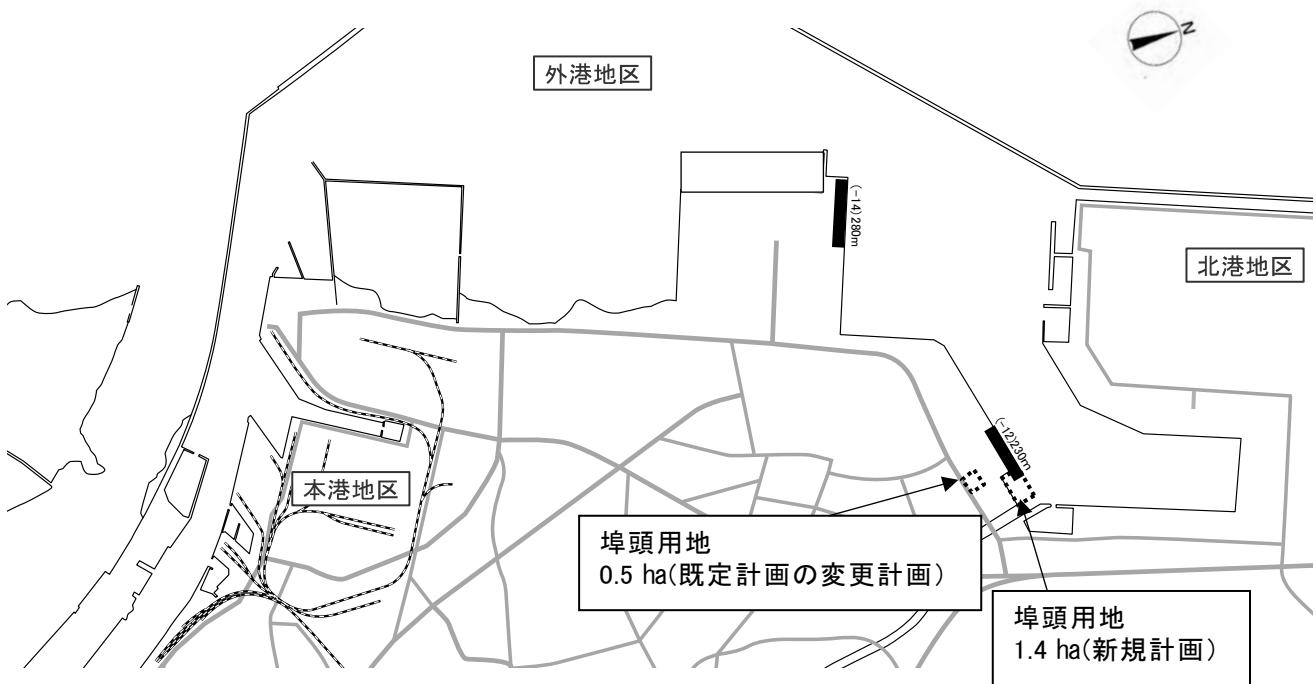 N
外港地区
(-14)280m
北港地区
(-12)230m
本港地区
埠頭用地
0.5 ha(既定計画の変更計画)
埠頭用地
1.4 ha(新規計画)